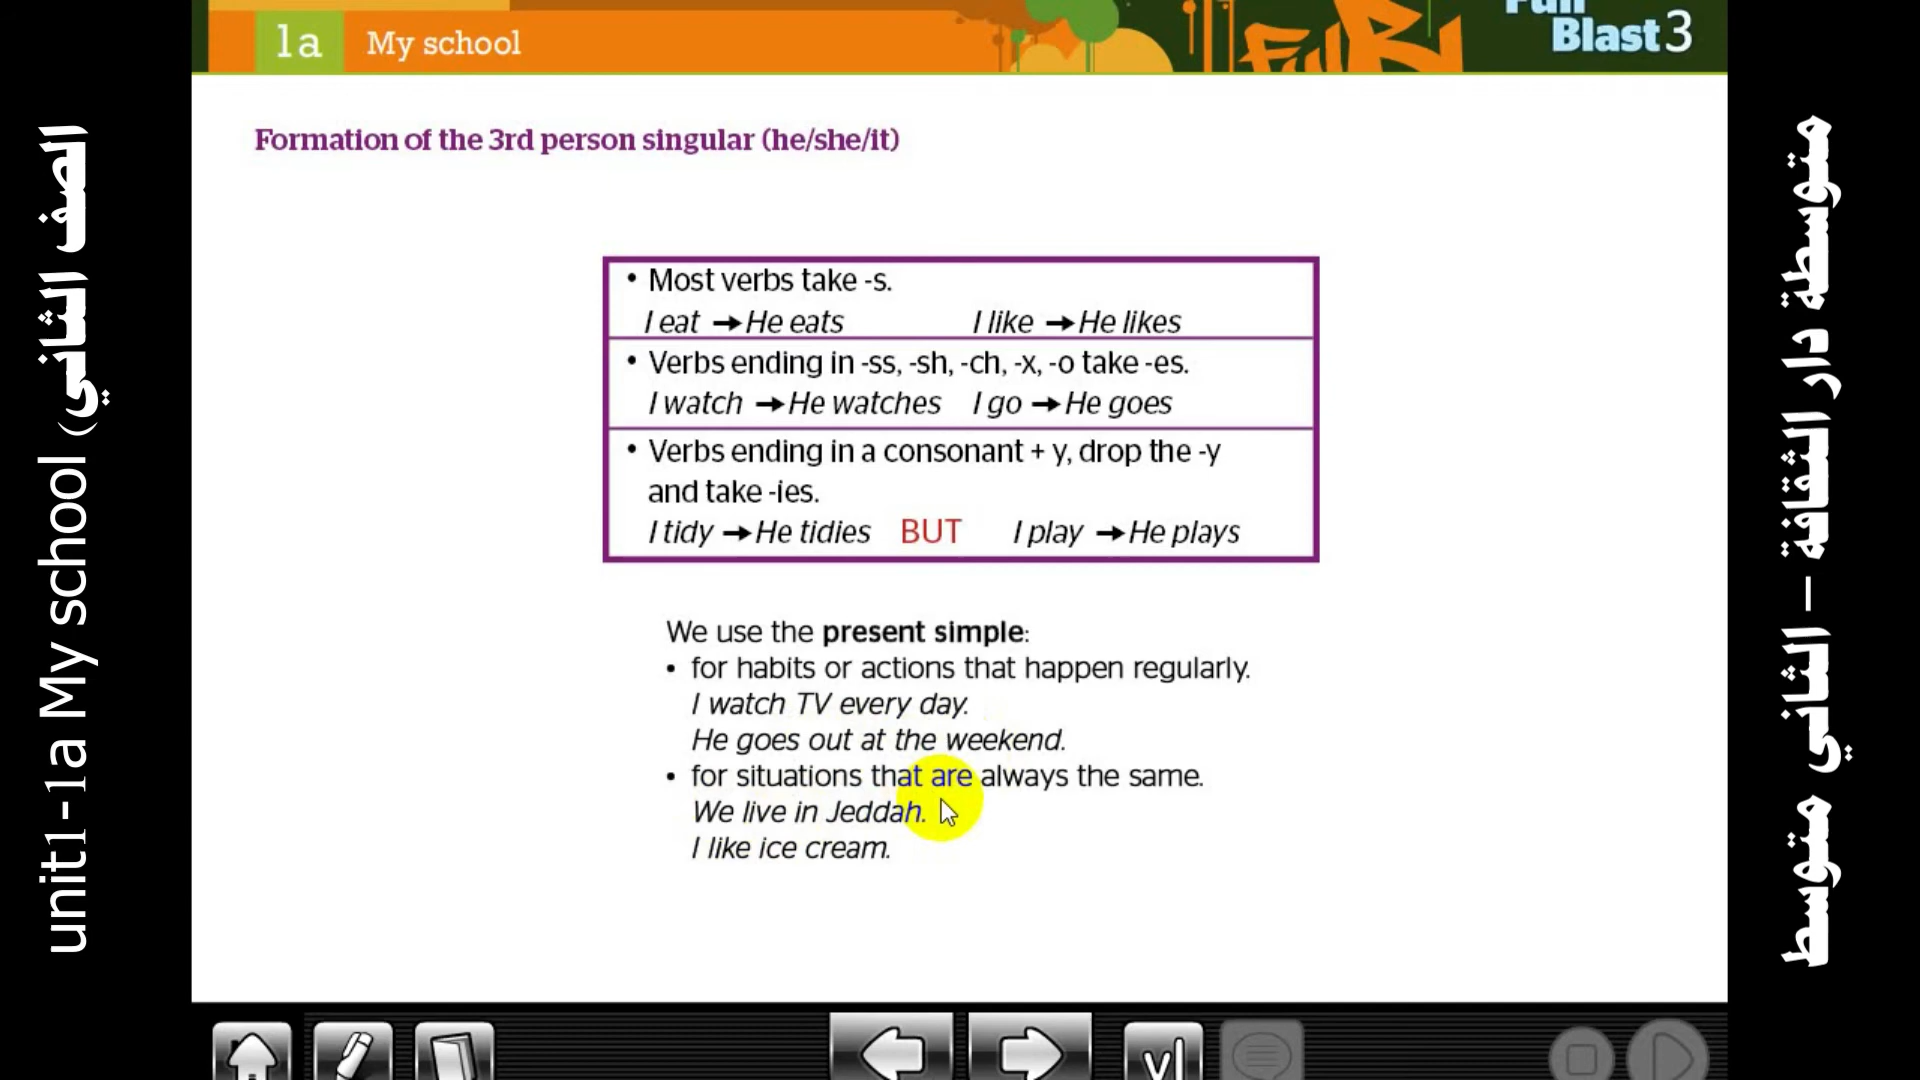 1a My school
Full
Blast 3
Formation of the 3rd person singular (he/she/it)
• Most verbs take -s.
I eat → He eats I like → He likes
• Verbs ending in -ss, -sh, -ch, -x, -o take -es.
I watch → He watches I go → He goes
• Verbs ending in a consonant + y, drop the -y
and take -ies.
I tidy → He tidies BUT I play → He plays
We use the present simple:
• for habits or actions that happen regularly.
I watch TV every day.
He goes out at the weekend.
• for situations that are always the same.
We live in Jeddah.
I like ice cream.
unit1-1a My school (الصف الثاني
متوسطة دار الثقافة – الثاني متوسط